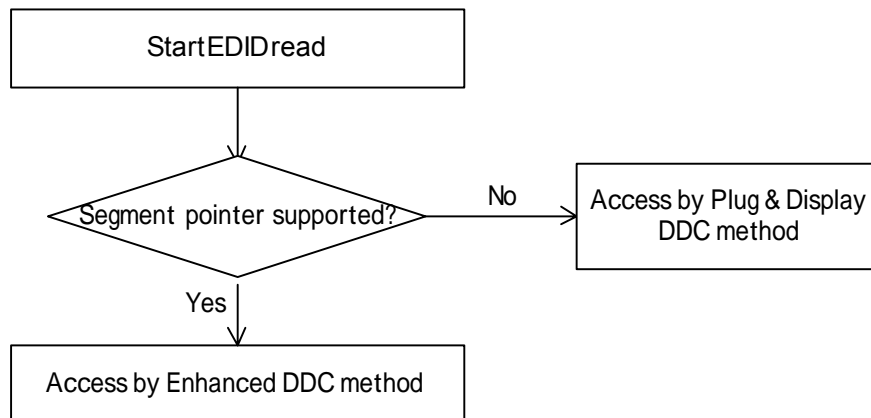 StartEDIDread
Segment pointer supported?
No
Access by Plug & Display
DDC method
Yes
Access by Enhanced DDC method